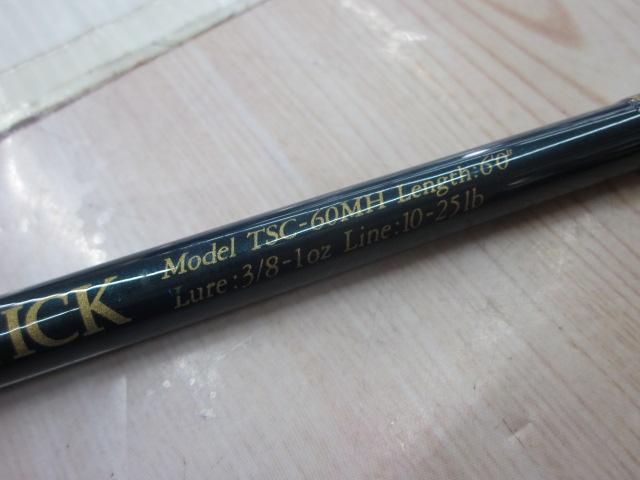 ICK
Model TSC-60MH Length:6'0"
Lure:3/8-1oz Line:10-25lb